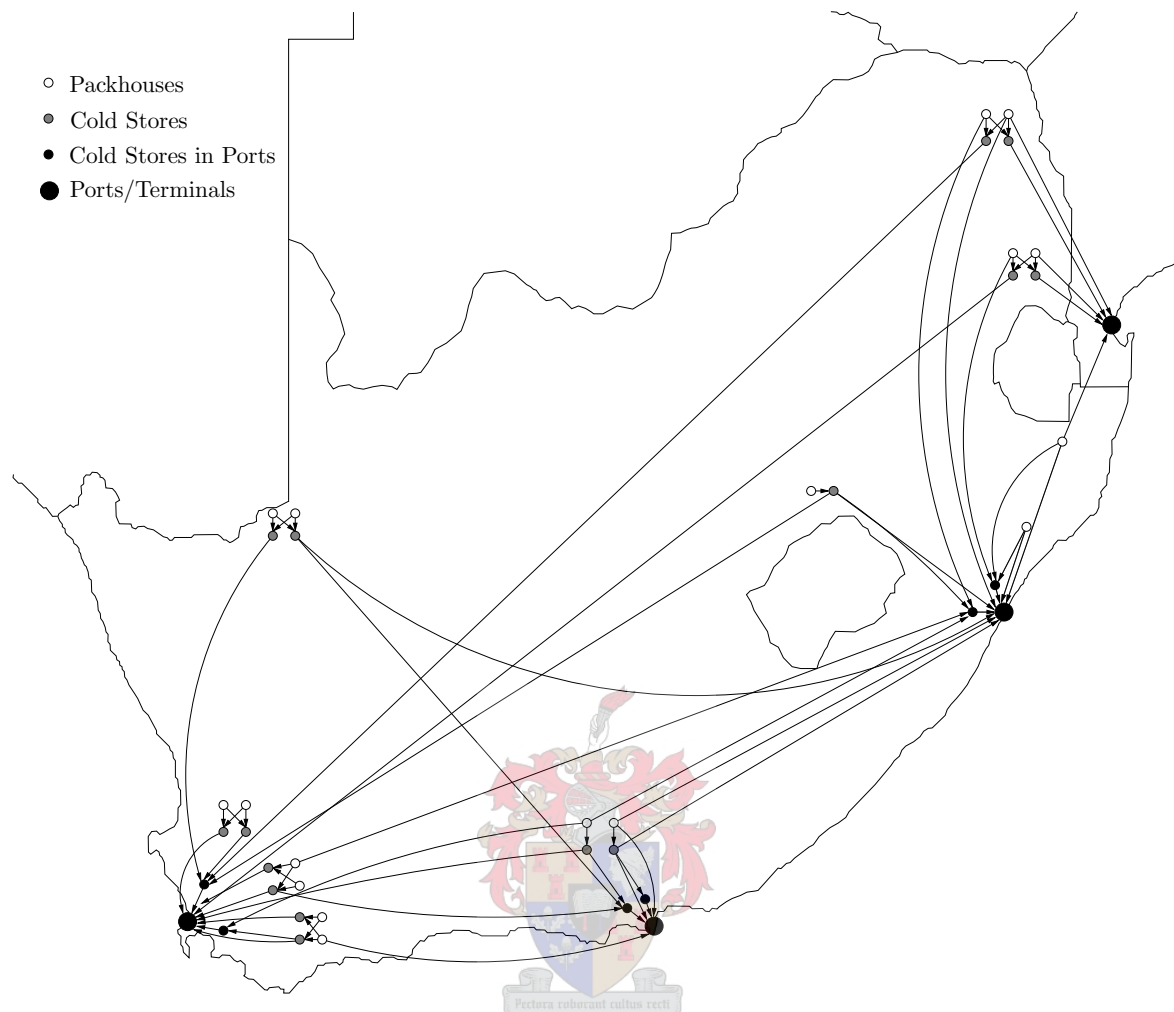 Packhouses
Cold Stores
Cold Stores in Ports
Ports/Terminals
Pectora roborant cultus recti